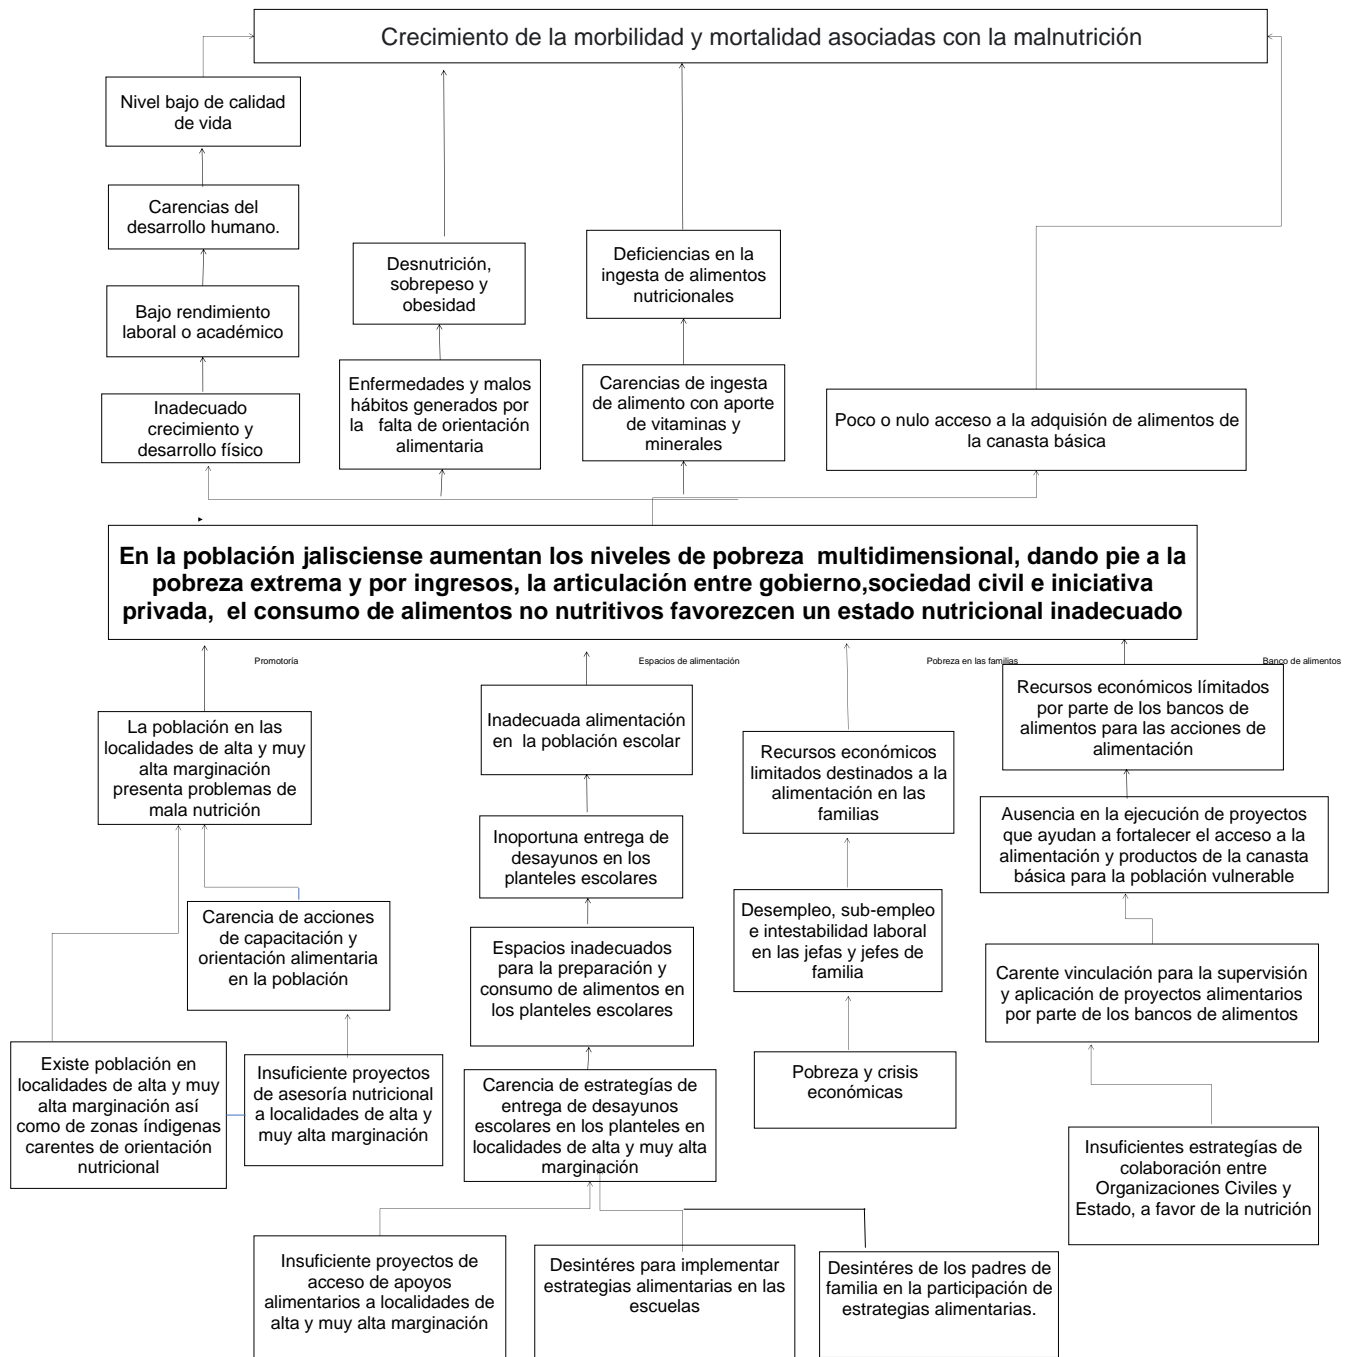 Crecimiento de la morbilidad y mortalidad asociadas con la malnutrición
Nivel bajo de calidad
de vida
Carencias del
desarrollo humano.
Bajo rendimiento
laboral o académico
Inadecuado
crecimiento y
desarrollo físico
Desnutrición,
sobrepeso y
obesidad
Enfermedades y malos
hábitos generados por
la falta de orientación
alimentaria
Deficiencias en la
ingesta de alimentos
nutricionales
Carencias de ingesta
de alimento con aporte
de vitaminas y
minerales
Poco o nulo acceso a la adquisión de alimentos de
la canasta básica
En la población jalisciense aumentan los niveles de pobreza multidimensional, dando pie a la
pobreza extrema y por ingresos, la articulación entre gobierno,sociedad civil e iniciativa
privada, el consumo de alimentos no nutritivos favorezcen un estado nutricional inadecuado
Promotoría
Espacios de alimentación
Pobreza en las familias
Banco de alimentos
La población en las
localidades de alta y muy
alta marginación
presenta problemas de
mala nutrición
Carencia de acciones
de capacitación y
orientación alimentaria
en la población
Existe población en
localidades de alta y muy
alta marginación así
como de zonas índigenas
carentes de orientación
nutricional
Insuficiente proyectos
de asesoría nutricional
a localidades de alta y
muy alta marginación
Inadecuada alimentación
en la población escolar
Inoportuna entrega de
desayunos en los
planteles escolares
Espacios inadecuados
para la preparación y
consumo de alimentos en
los planteles escolares
Carencia de estrategías de
entrega de desayunos
escolares en los planteles en
localidades de alta y muy alta
marginación
Insuficiente proyectos de
acceso de apoyos
alimentarios a localidades de
alta y muy alta marginación
Desintéres para implementar
estrategias alimentarias en las
escuelas
Desintéres de los padres de
familia en la participación de
estrategias alimentarias.
Recursos económicos
limitados destinados a la
alimentación en las
familias
Desempleo, sub-empleo
e intestabilidad laboral
en las jefas y jefes de
familia
Pobreza y crisis
económicas
Recursos económicos límitados
por parte de los bancos de
alimentos para las acciones de
alimentación
Ausencia en la ejecución de proyectos
que ayudan a fortalecer el acceso a la
alimentación y productos de la canasta
básica para la población vulnerable
Carente vinculación para la supervisión
y aplicación de proyectos alimentarios
por parte de los bancos de alimentos
Insuficientes estrategías de
colaboración entre
Organizaciones Civiles y
Estado, a favor de la nutrición